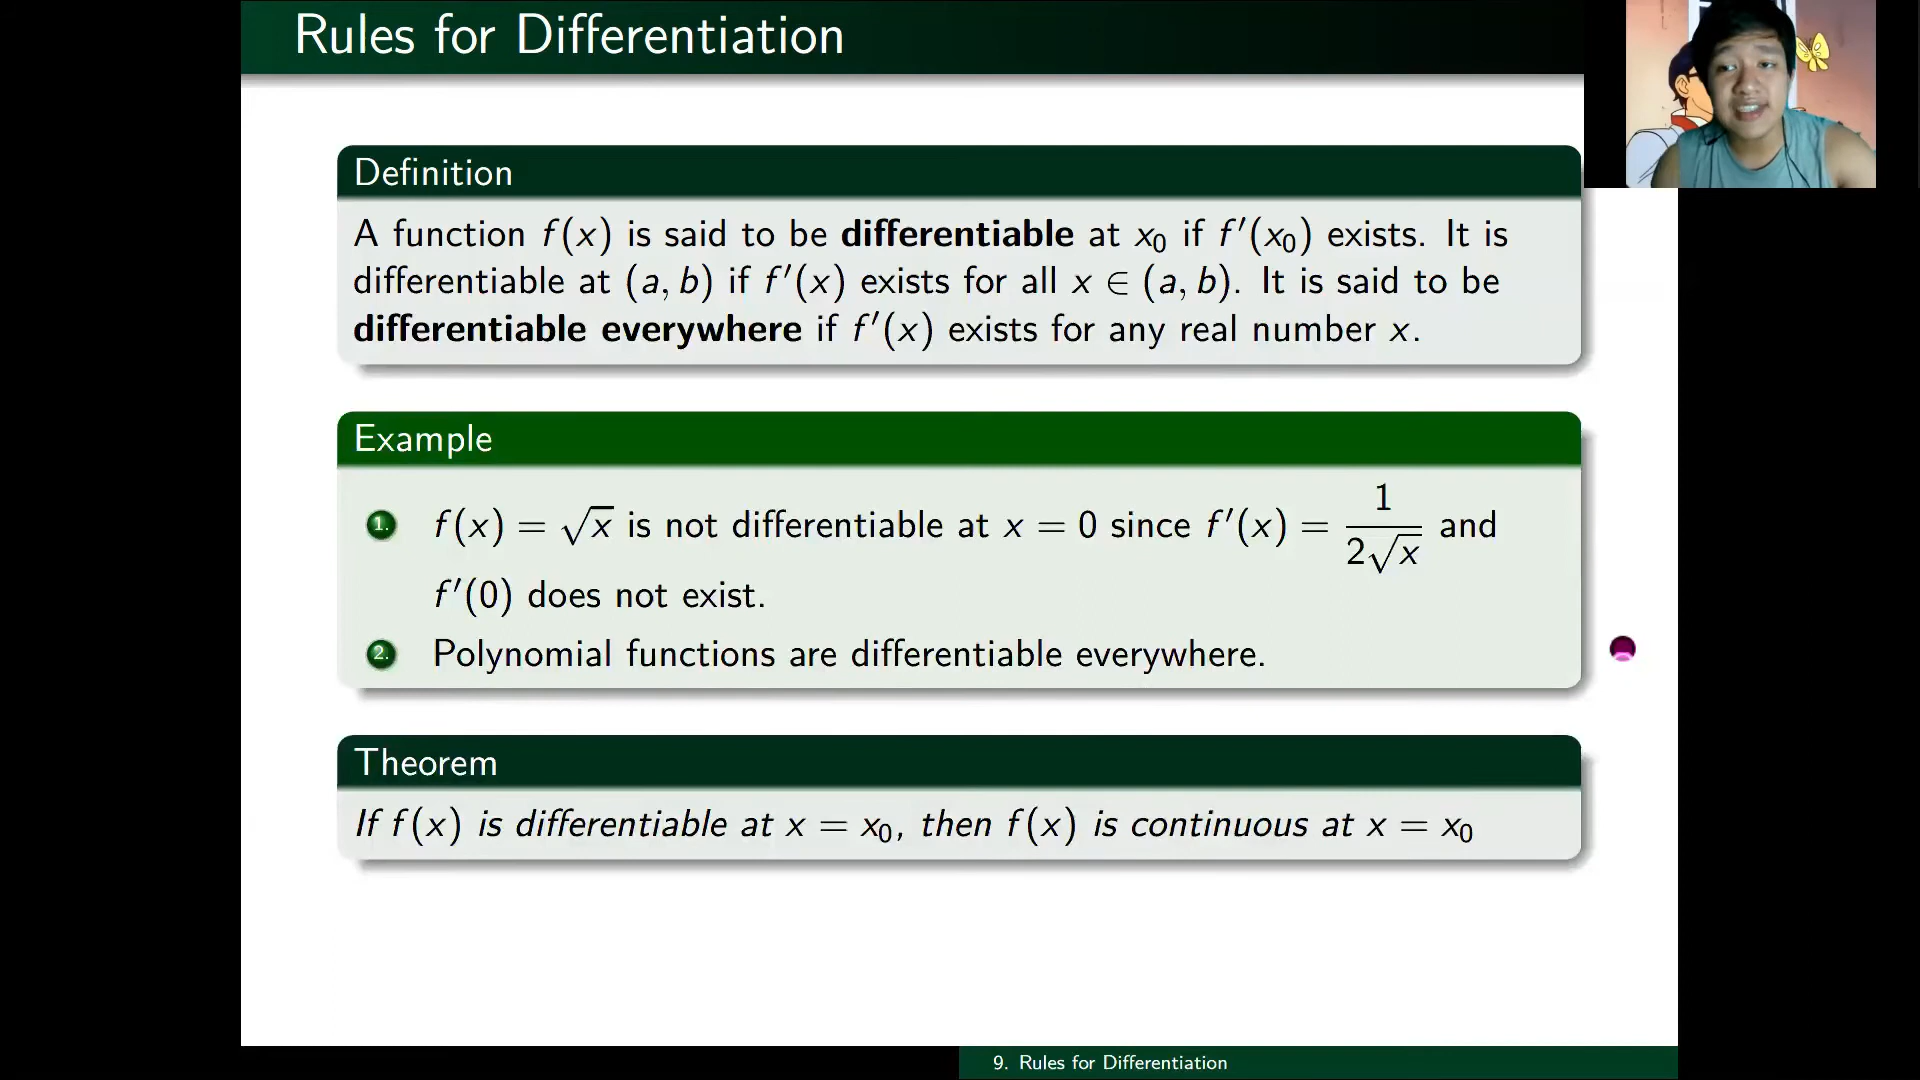 Rules for Differentiation
Definition
A function f(x) is said to be differentiable at x₀ if f′(x₀) exists. It is
differentiable at (a, b) if f′(x) exists for all x ∈ (a, b). It is said to be
differentiable everywhere if f′(x) exists for any real number x.
Example
1. f(x) = √x is not differentiable at x = 0 since f′(x) = 1/(2√x) and
f′(0) does not exist.
2. Polynomial functions are differentiable everywhere.
Theorem
If f(x) is differentiable at x = x₀, then f(x) is continuous at x = x₀
9. Rules for Differentiation